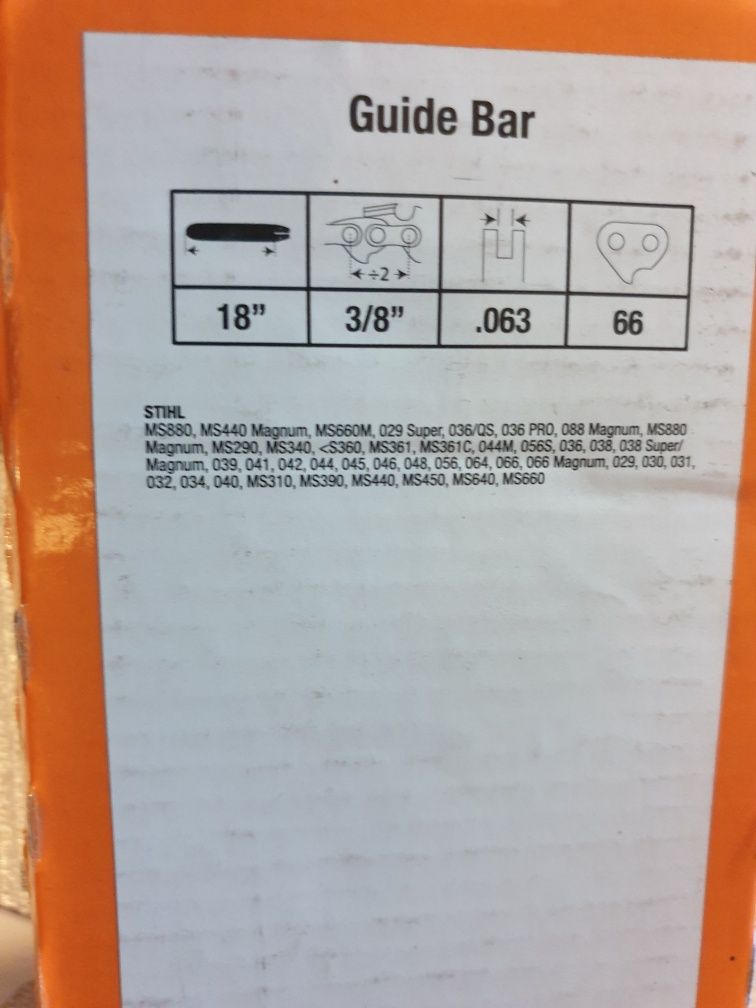 Guide Bar
÷2
18” 3/8” .063 66
STIHL
MS880, MS440 Magnum, MS660M, 029 Super, 036/QS, 036 PRO, 088 Magnum, MS880
Magnum, MS290, MS340, <S360, MS361, MS361C, 044M, 056S, 036, 038, 038 Super/
Magnum, 039, 041, 042, 044, 045, 046, 048, 056, 064, 066, 066 Magnum, 029, 030, 031,
032, 034, 040, MS310, MS390, MS440, MS450, MS640, MS660